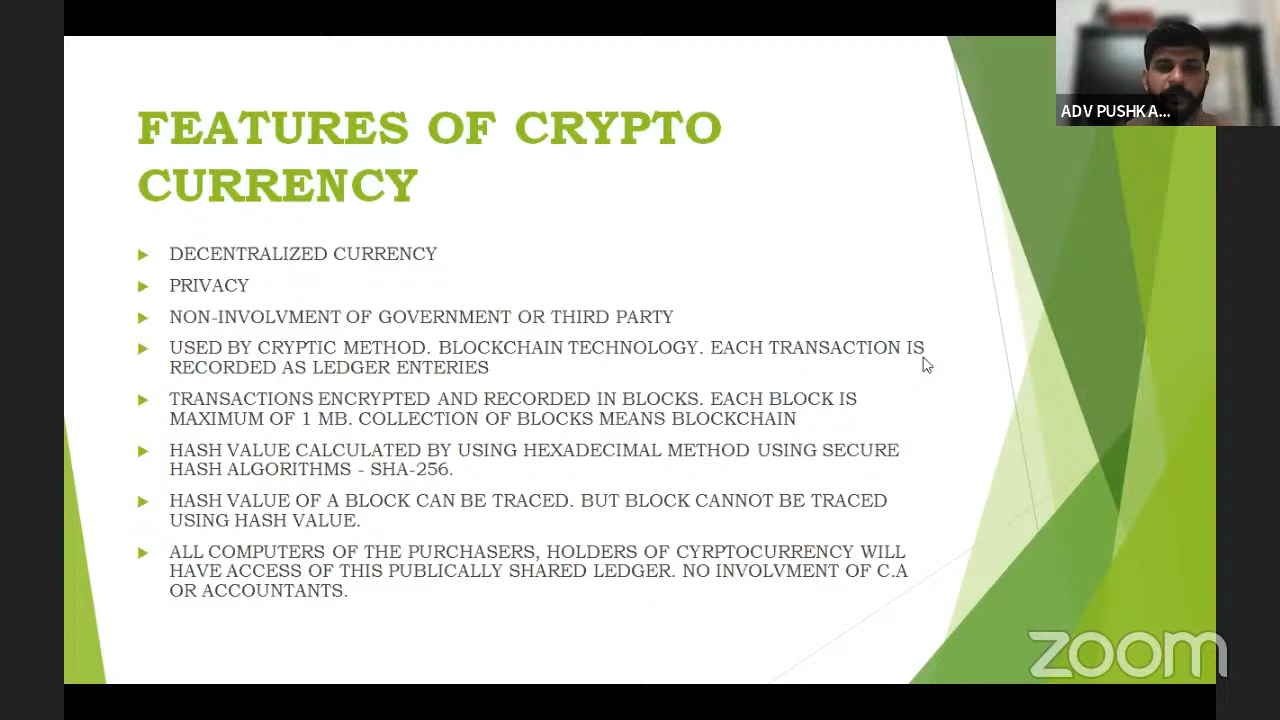 FEATURES OF CRYPTO
CURRENCY
DECENTRALIZED CURRENCY
PRIVACY
NON-INVOLVMENT OF GOVERNMENT OR THIRD PARTY
USED BY CRYPTIC METHOD. BLOCKCHAIN TECHNOLOGY. EACH TRANSACTION IS
RECORDED AS LEDGER ENTERIES
TRANSACTIONS ENCRYPTED AND RECORDED IN BLOCKS. EACH BLOCK IS
MAXIMUM OF 1 MB. COLLECTION OF BLOCKS MEANS BLOCKCHAIN
HASH VALUE CALCULATED BY USING HEXADECIMAL METHOD USING SECURE
HASH ALGORITHMS - SHA-256.
HASH VALUE OF A BLOCK CAN BE TRACED. BUT BLOCK CANNOT BE TRACED
USING HASH VALUE.
ALL COMPUTERS OF THE PURCHASERS, HOLDERS OF CYRPTOCURRENCY WILL
HAVE ACCESS OF THIS PUBLICALLY SHARED LEDGER. NO INVOLVMENT OF C.A
OR ACCOUNTANTS.
ADV PUSHKA...
zoom